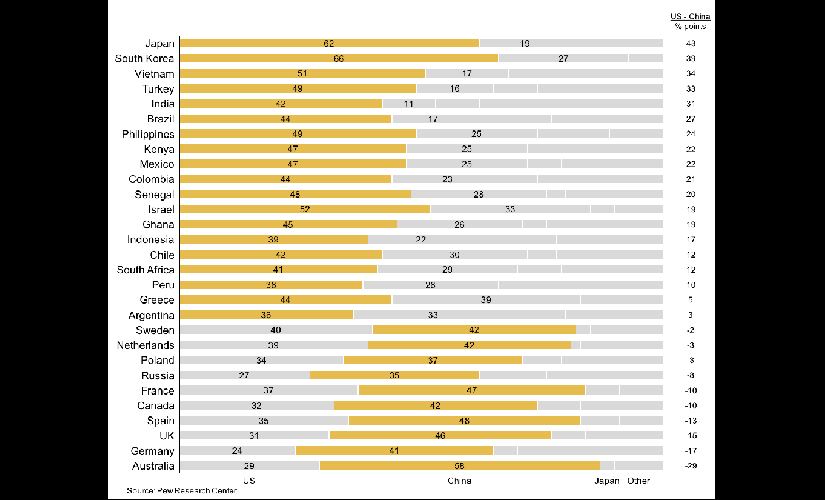 US - China
% points
Japan 62 19 43
South Korea 66 27 39
Vietnam 51 17 34
Turkey 49 16 33
India 42 11 31
Brazil 44 17 27
Philippines 49 25 24
Kenya 47 25 22
Mexico 47 25 22
Colombia 44 23 21
Senegal 48 28 20
Israel 52 33 19
Ghana 45 26 19
Indonesia 39 22 17
Chile 42 30 12
South Africa 41 29 12
Peru 38 28 10
Greece 44 39 5
Argentina 36 33 3
Sweden 40 42 -2
Netherlands 39 42 -3
Poland 34 37 -3
Russia 27 35 -8
France 37 47 -10
Canada 32 42 -10
Spain 35 48 -13
UK 31 46 -15
Germany 24 41 -17
Australia 29 58 -29
US China Japan Other
Source: Pew Research Center